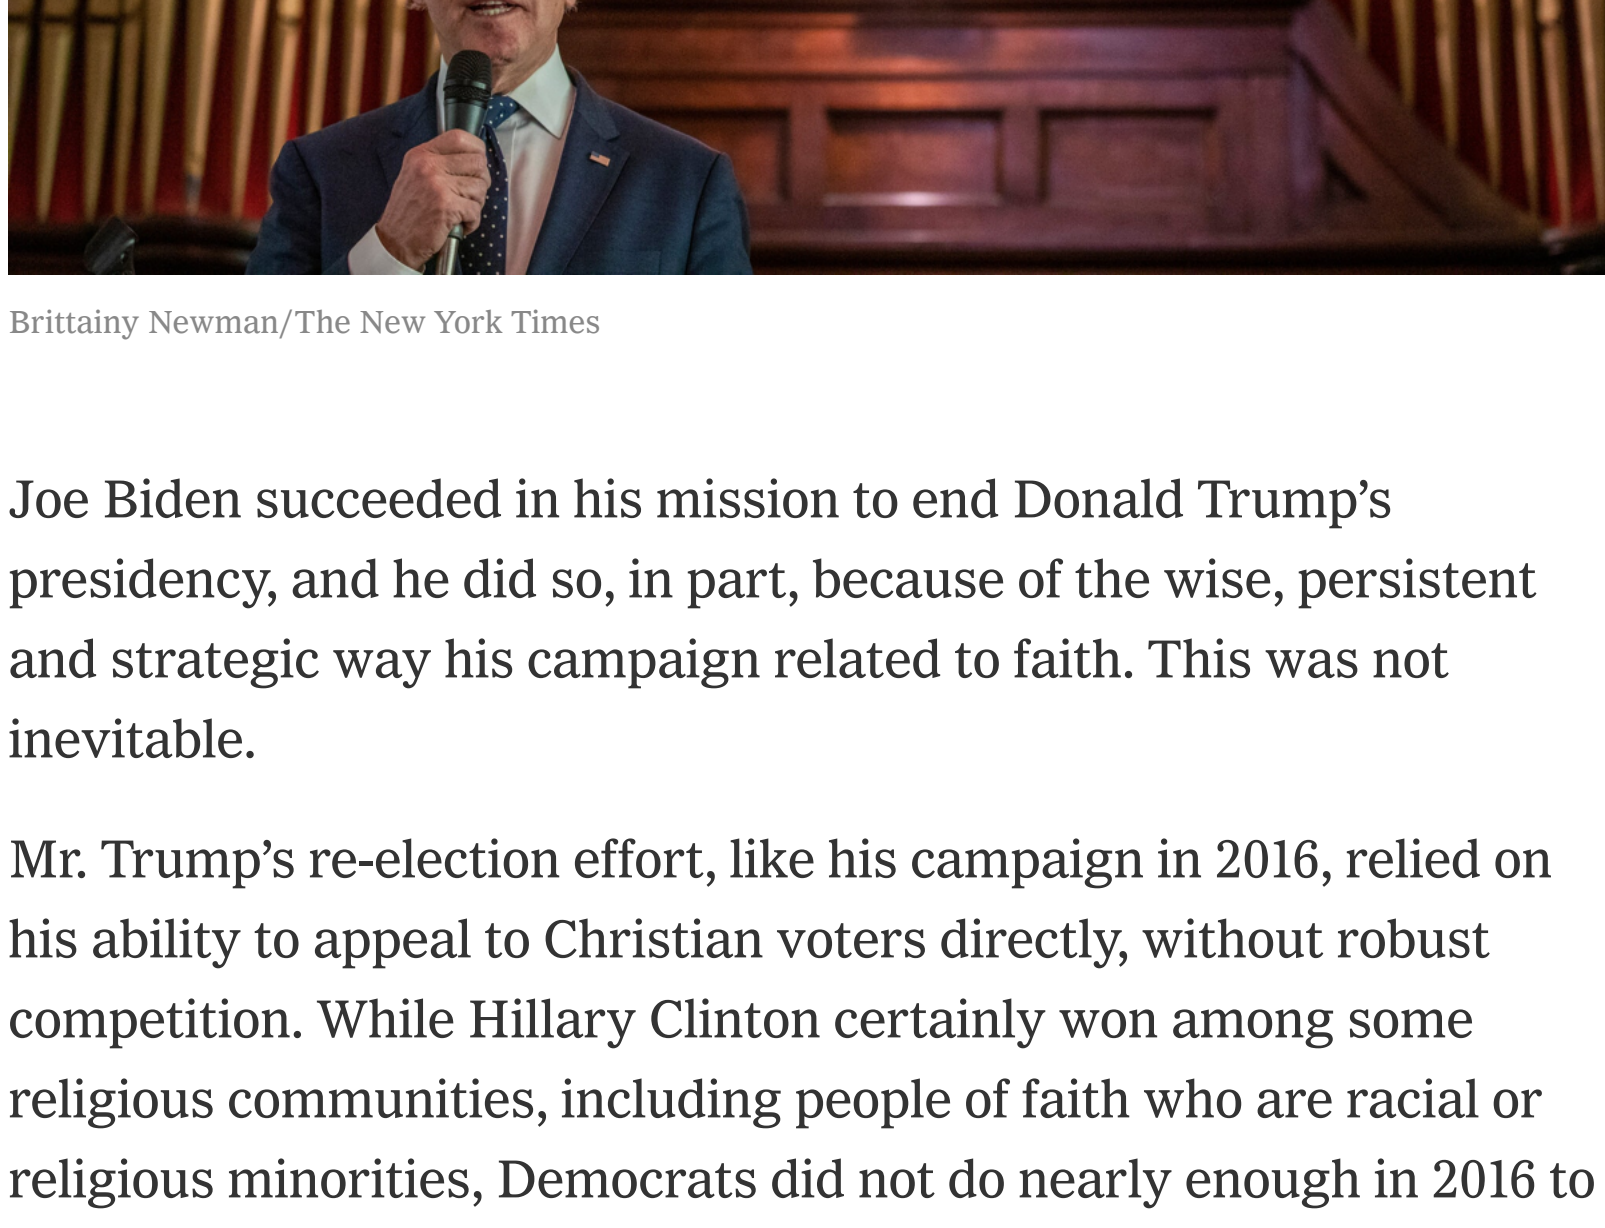 Brittainy Newman/The New York Times
Joe Biden succeeded in his mission to end Donald Trump’s
presidency, and he did so, in part, because of the wise, persistent
and strategic way his campaign related to faith. This was not
inevitable.
Mr. Trump’s re-election effort, like his campaign in 2016, relied on
his ability to appeal to Christian voters directly, without robust
competition. While Hillary Clinton certainly won among some
religious communities, including people of faith who are racial or
religious minorities, Democrats did not do nearly enough in 2016 to